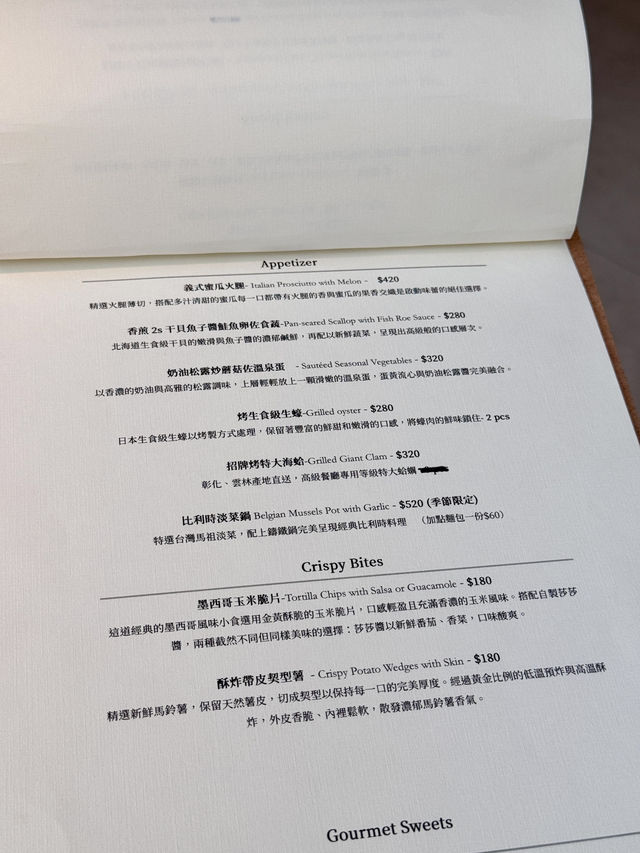 Appetizer
義式蜜瓜火腿- Italian Prosciutto with Melon - $420
精選火腿薄切，搭配多汁清甜的蜜瓜每一口都帶有火腿的香與蜜瓜的果香交織是啟動味蕾的絕佳選擇。
香煎 2s 干貝魚子醬鮭魚卵佐食蔬-Pan-seared Scallop with Fish Roe Sauce - $280
北海道生食級干貝的嫩滑與魚子醬的濃郁鹹鮮，再配以新鮮蔬菜，呈現出高級般的口感層次。
奶油松露炒蘑菇佐溫泉蛋 - Sautéed Seasonal Vegetables - $320
以香濃的奶油與高雅的松露調味，上層輕輕放上一顆滑嫩的溫泉蛋，蛋黃流心與奶油松露醬完美融合。
烤生食級生蠔-Grilled oyster - $280
日本生食級生蠔以烤製方式處理，保留著豐富的鮮甜和嫩滑的口感，將蠔肉的鮮味鎖住- 2 pcs
招牌烤特大海蛤-Grilled Giant Clam - $320
彰化、雲林產地直送，高級餐廳專用等級特大蛤蠣
比利時淡菜鍋 Belgian Mussels Pot with Garlic - $520 (季節限定)
特選台灣馬祖淡菜，配上鑄鐵鍋完美呈現經典比利時料理 （加點麵包一份$60）
Crispy Bites
墨西哥玉米脆片-Tortilla Chips with Salsa or Guacamole - $180
這道經典的墨西哥風味小食選用金黃酥脆的玉米脆片，口感輕盈且充滿香濃的玉米風味。搭配自製莎莎
醬，兩種截然不同但同樣美味的選擇：莎莎醬以新鮮番茄、香菜，口味酸爽。
酥炸帶皮契型薯 - Crispy Potato Wedges with Skin - $180
精選新鮮馬鈴薯，保留天然薯皮，切成契型以保持每一口的完美厚度。經過黃金比例的低溫預炸與高溫酥
炸，外皮香脆、內裡鬆軟，散發濃郁馬鈴薯香氣。
Gourmet Sweets